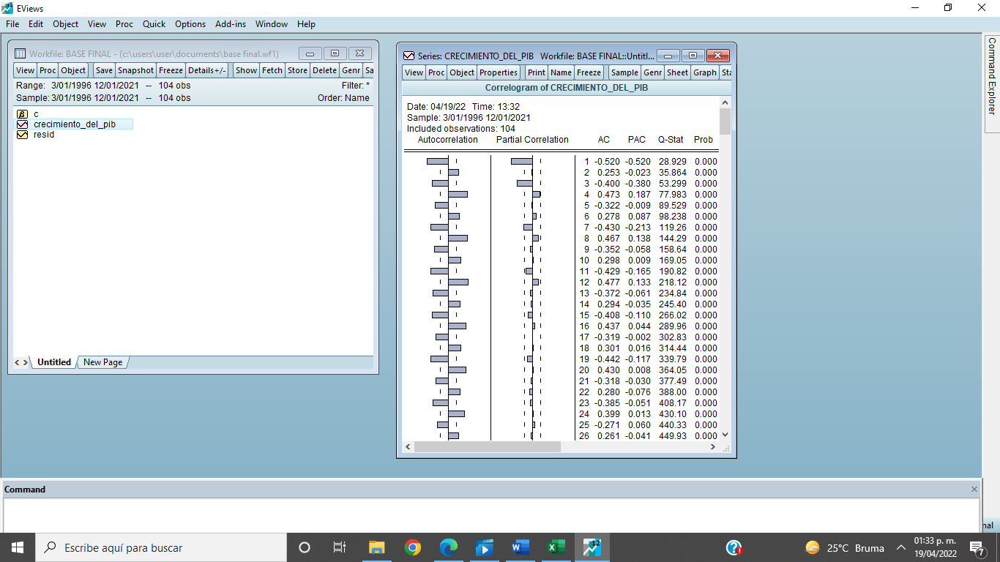 EViews
File Edit Object View Proc Quick Options Add-ins Window Help
Workfile: BASE FINAL - (c:\users\user\documents\base final.wf1)
View Proc Object Save Snapshot Freeze Details+/- Show Fetch Store Delete Genr Sa
Range: 3/01/1996 12/01/2021 -- 104 obs Filter: *
Sample: 3/01/1996 12/01/2021 -- 104 obs Order: Name
β c
crecimiento_del_pib
resid
< > Untitled New Page
Series: CRECIMIENTO_DEL_PIB Workfile: BASE FINAL::Untitl...
View Proc Object Properties Print Name Freeze Sample Genr Sheet Graph Sta
Correlogram of CRECIMIENTO_DEL_PIB
Date: 04/19/22 Time: 13:32
Sample: 3/01/1996 12/01/2021
Included observations: 104
Autocorrelation Partial Correlation AC PAC Q-Stat Prob
1 -0.520 -0.520 28.929 0.000
2 0.253 -0.023 35.864 0.000
3 -0.400 -0.380 53.299 0.000
4 0.473 0.187 77.983 0.000
5 -0.322 -0.009 89.529 0.000
6 0.278 0.087 98.238 0.000
7 -0.430 -0.213 119.26 0.000
8 0.467 0.138 144.29 0.000
9 -0.352 -0.058 158.64 0.000
10 0.298 0.009 169.05 0.000
11 -0.429 -0.165 190.82 0.000
12 0.477 0.133 218.12 0.000
13 -0.372 -0.061 234.84 0.000
14 0.294 -0.035 245.40 0.000
15 -0.408 -0.110 266.02 0.000
16 0.437 0.044 289.96 0.000
17 -0.319 -0.002 302.83 0.000
18 0.301 0.016 314.44 0.000
19 -0.442 -0.117 339.79 0.000
20 0.430 0.008 364.05 0.000
21 -0.318 -0.030 377.49 0.000
22 0.280 -0.076 388.00 0.000
23 -0.385 -0.051 408.17 0.000
24 0.399 0.013 430.10 0.000
25 -0.271 0.060 440.33 0.000
26 0.261 -0.041 449.93 0.000
Command Explorer
Command
nal
Escribe aquí para buscar
12
25°C Bruma
01:33 p. m.
19/04/2022
7